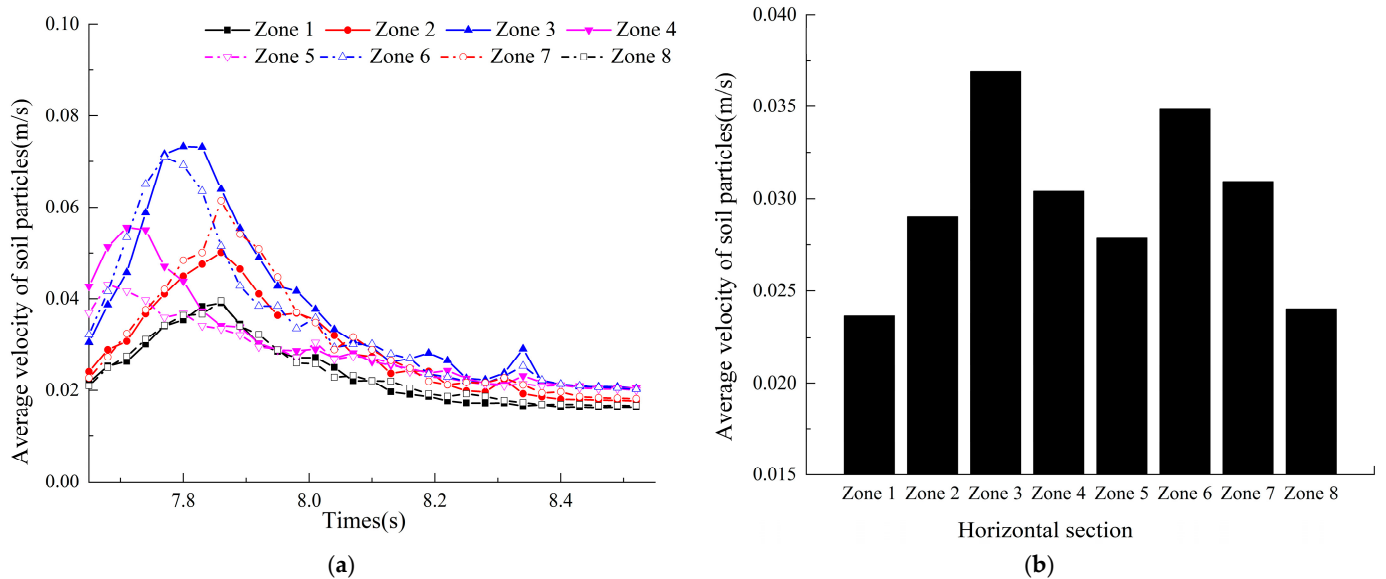 Zone 1 Zone 2 Zone 3 Zone 4
Zone 5 Zone 6 Zone 7 Zone 8
Average velocity of soil particles(m/s)
0.10
0.08
0.06
0.04
0.02
0.00
7.8 8.0 8.2 8.4
Times(s)
(a)
Average velocity of soil particles(m/s)
0.040
0.035
0.030
0.025
0.020
0.015
Zone 1 Zone 2 Zone 3 Zone 4 Zone 5 Zone 6 Zone 7 Zone 8
Horizontal section
(b)